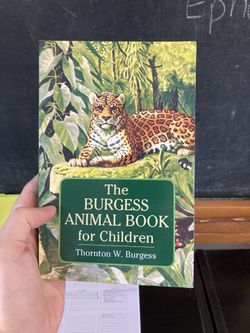 The
BURGESS
ANIMAL BOOK
for Children
Thornton W. Burgess